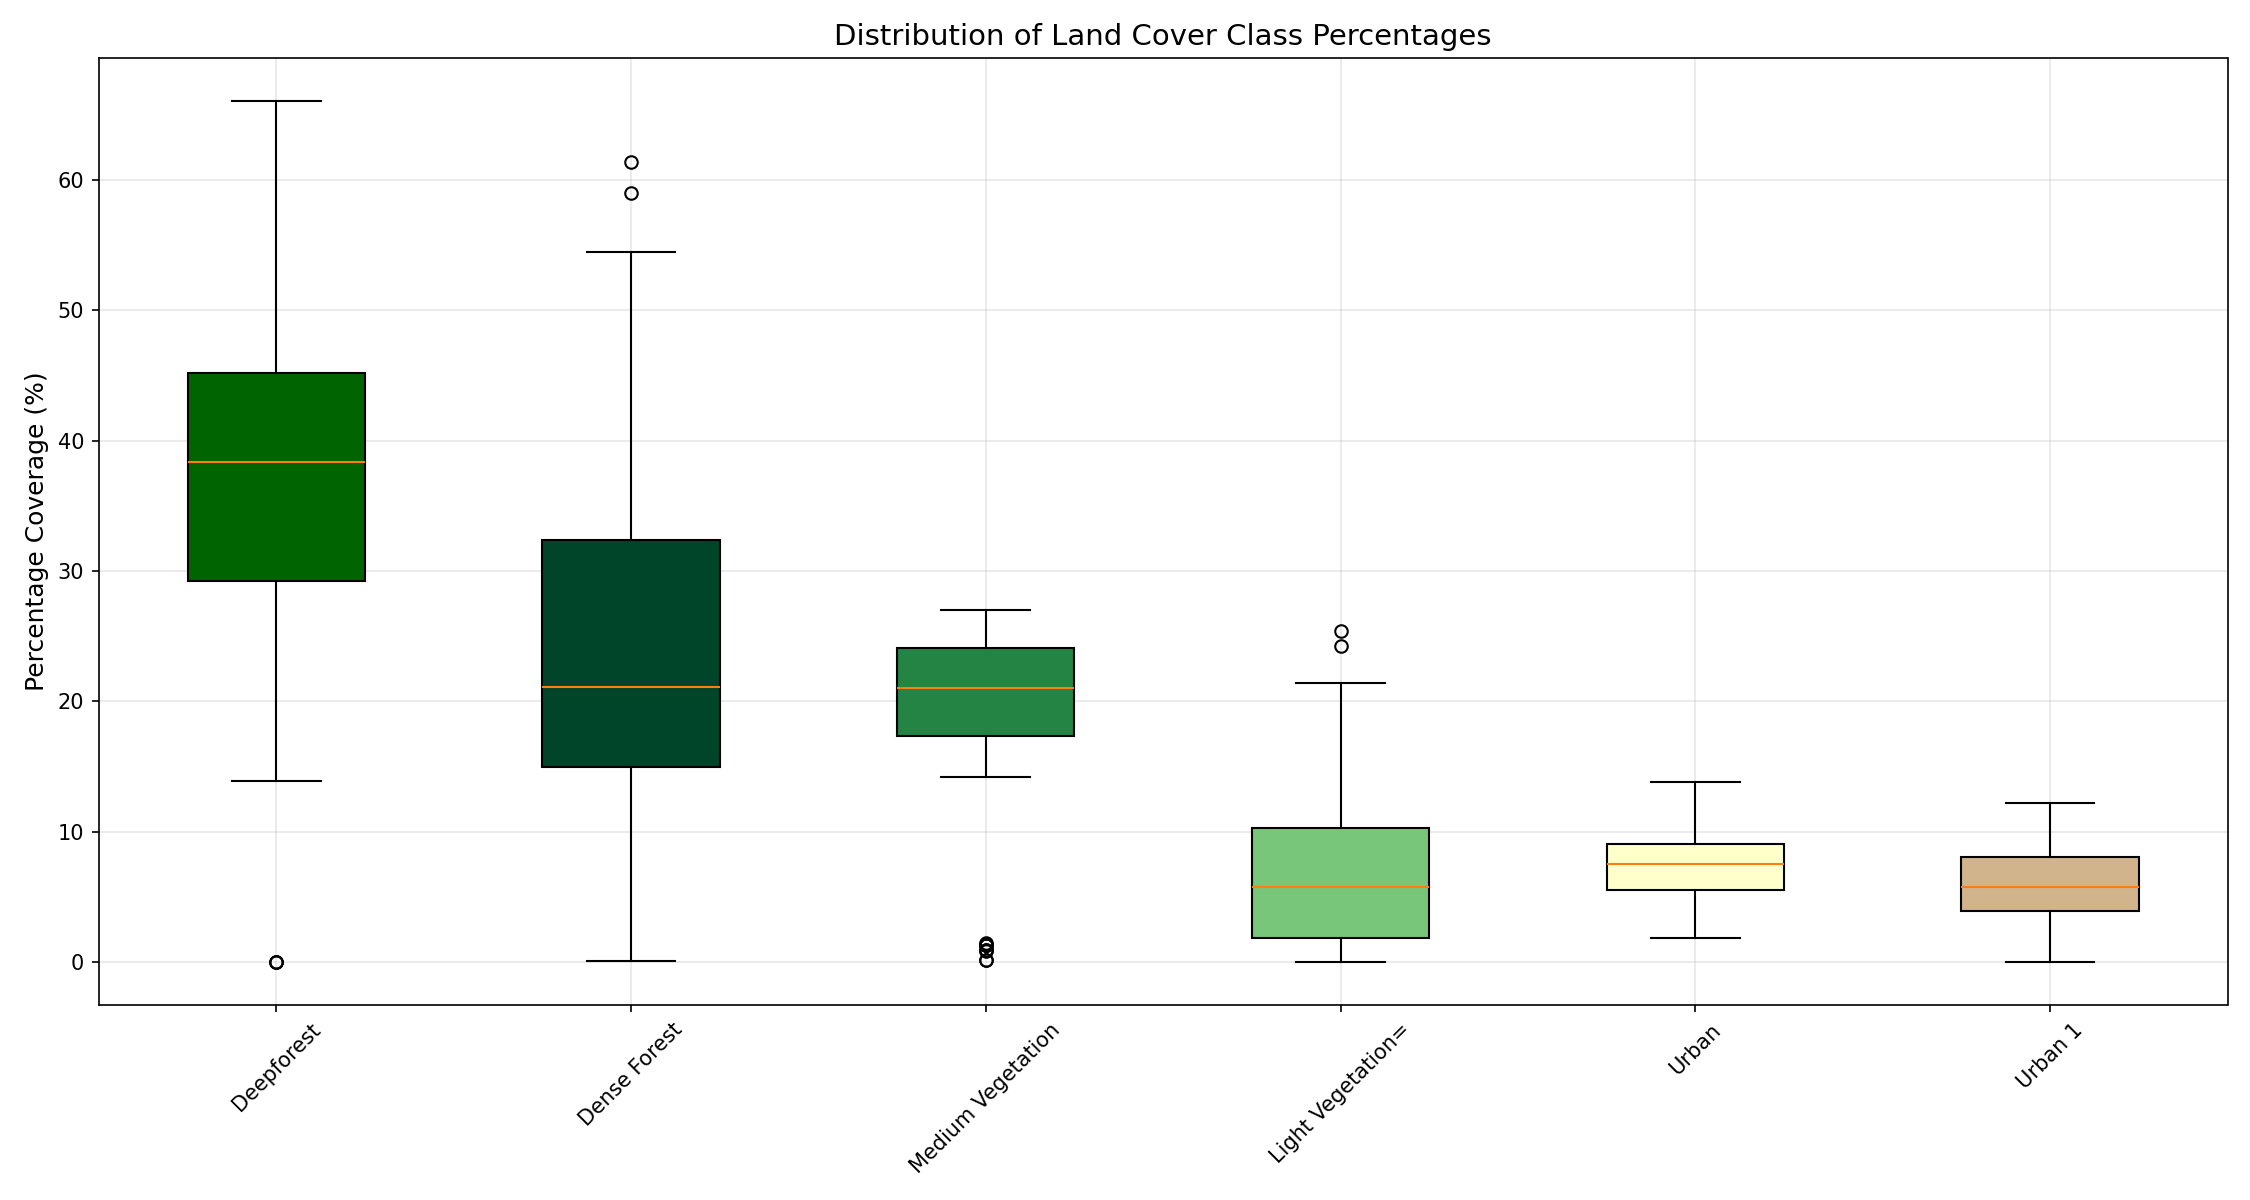 Distribution of Land Cover Class Percentages
Percentage Coverage (%)
60
50
40
30
20
10
0
Deepforest
Dense Forest
Medium Vegetation
Light Vegetation=
Urban
Urban 1